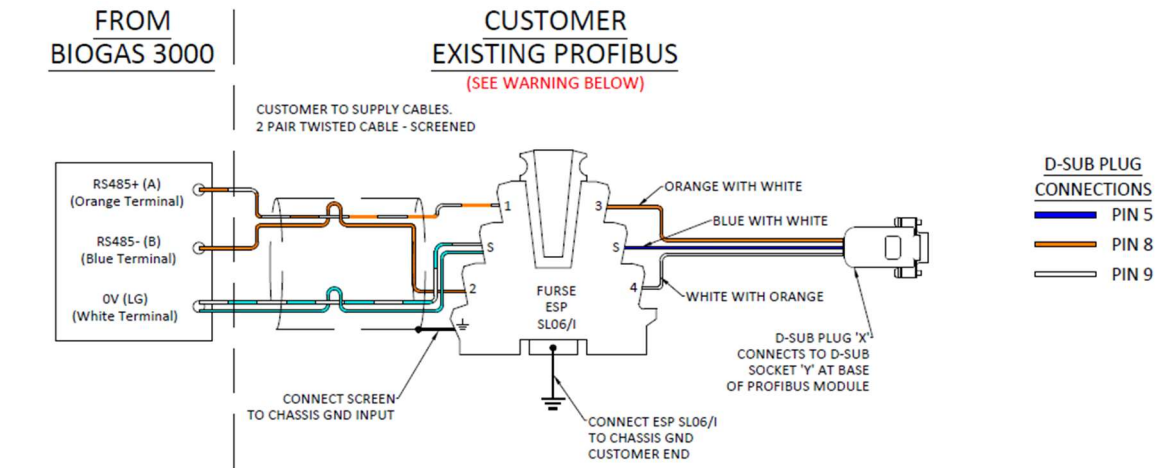 FROM
BIOGAS 3000
CUSTOMER
EXISTING PROFIBUS
(SEE WARNING BELOW)
CUSTOMER TO SUPPLY CABLES.
2 PAIR TWISTED CABLE - SCREENED
RS485+ (A)
(Orange Terminal)
RS485- (B)
(Blue Terminal)
0V (LG)
(White Terminal)
1
S
2
3
S
4
FURSE
ESP
SL06/I
ORANGE WITH WHITE
BLUE WITH WHITE
WHITE WITH ORANGE
D-SUB PLUG
CONNECTIONS
PIN 5
PIN 8
PIN 9
D-SUB PLUG 'X'
CONNECTS TO D-SUB
SOCKET 'Y' AT BASE
OF PROFIBUS MODULE
CONNECT SCREEN
TO CHASSIS GND INPUT
CONNECT ESP SL06/I
TO CHASSIS GND
CUSTOMER END